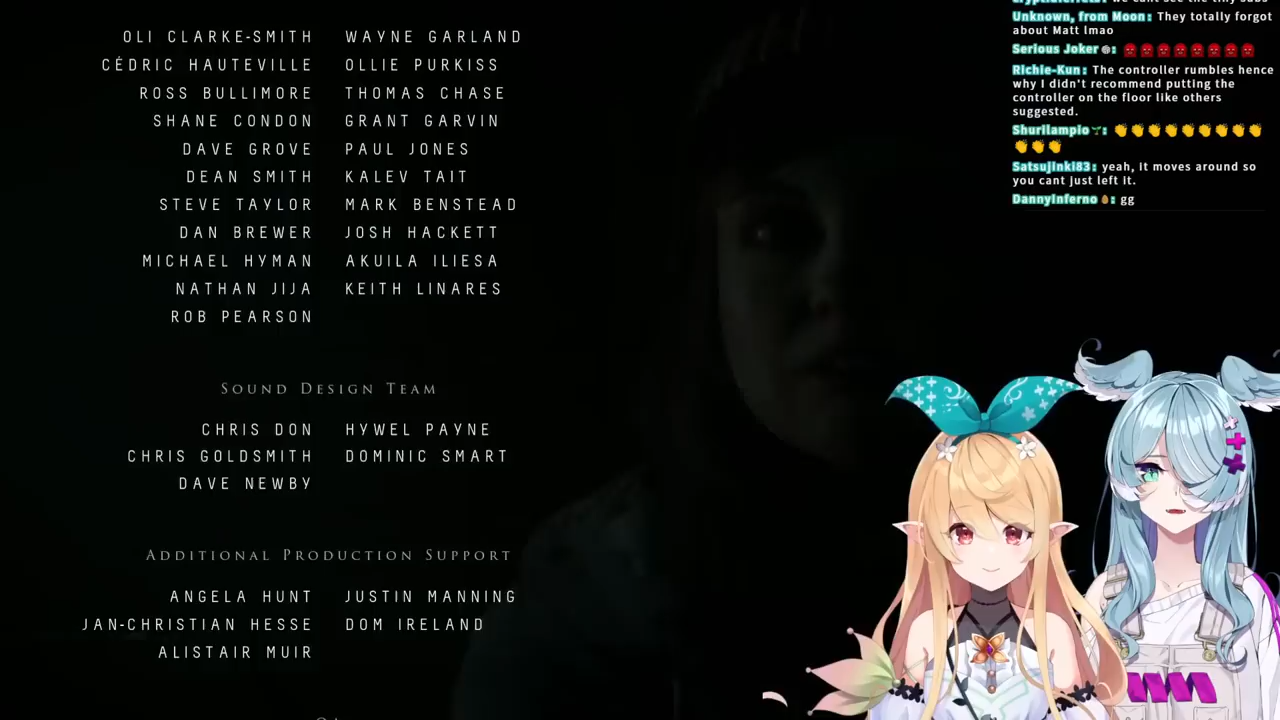 OLI CLARKE-SMITH WAYNE GARLAND
CÉDRIC HAUTEVILLE OLLIE PURKISS
ROSS BULLIMORE THOMAS CHASE
SHANE CONDON GRANT GARVIN
DAVE GROVE PAUL JONES
DEAN SMITH KALEV TAIT
STEVE TAYLOR MARK BENSTEAD
DAN BREWER JOSH HACKETT
MICHAEL HYMAN AKUILA ILIESA
NATHAN JIJA KEITH LINARES
ROB PEARSON
SOUND DESIGN TEAM
CHRIS DON HYWEL PAYNE
CHRIS GOLDSMITH DOMINIC SMART
DAVE NEWBY
ADDITIONAL PRODUCTION SUPPORT
ANGELA HUNT JUSTIN MANNING
JAN-CHRISTIAN HESSE DOM IRELAND
ALISTAIR MUIR
Unknown, from Moon: They totally forgot
about Matt lmao
Serious Joker:
Richie-Kun: The controller rumbles hence
why I didn't recommend putting the
controller on the floor like others
suggested.
Shurilampio: 👏👏👏👏👏👏👏👏👏
👏👏👏
Satsujinki83: yeah, it moves around so
you cant just left it.
DannyInferno: gg